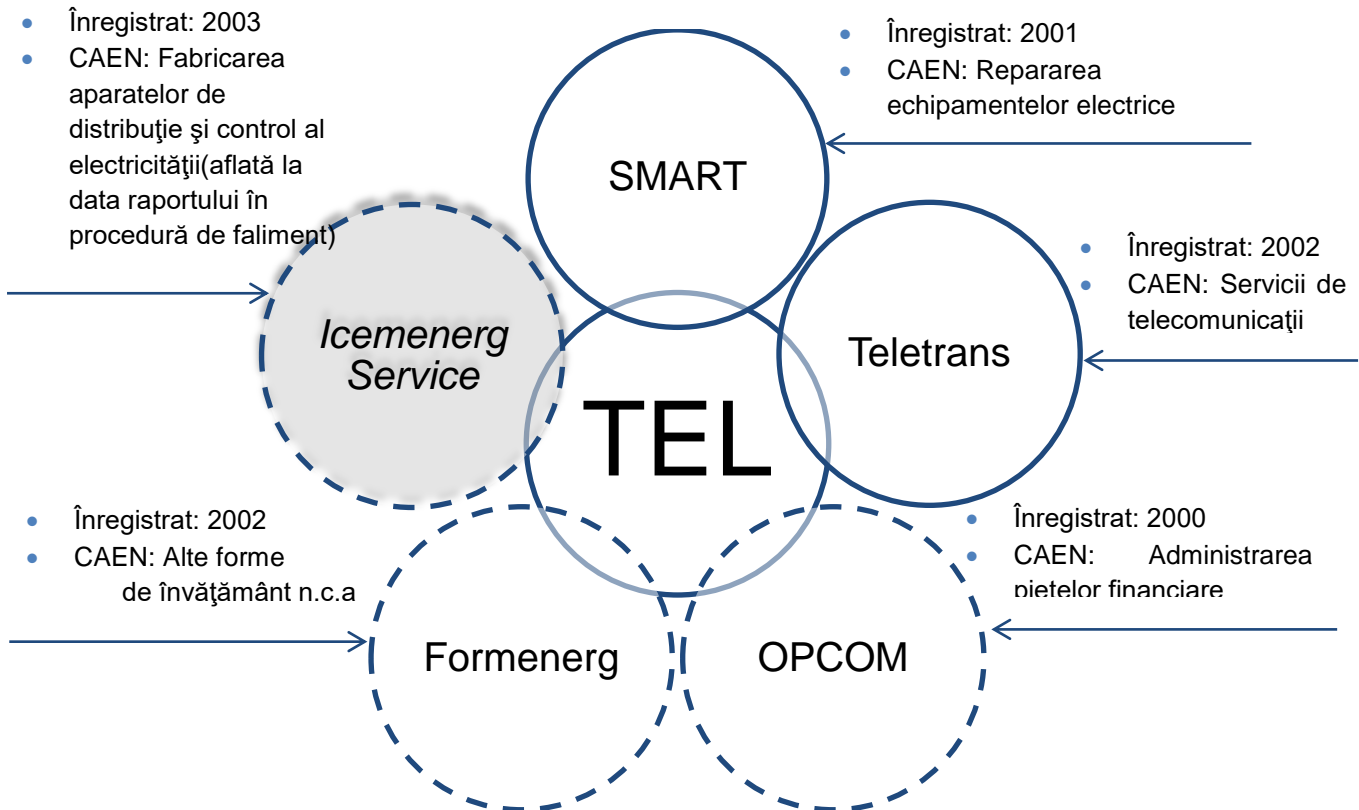 Înregistrat: 2003
CAEN: Fabricarea
aparatelor de
distribuţie şi control al
electricităţii(aflată la
data raportului în
procedură de faliment)
Înregistrat: 2001
CAEN: Repararea
echipamentelor electrice
SMART
Înregistrat: 2002
CAEN: Servicii de
telecomunicaţii
Icemenerg
Service
Teletrans
TEL
Înregistrat: 2002
CAEN: Alte forme
de învăţământ n.c.a
Înregistrat: 2000
CAEN: Administrarea
pieţelor financiare
Formenerg
OPCOM